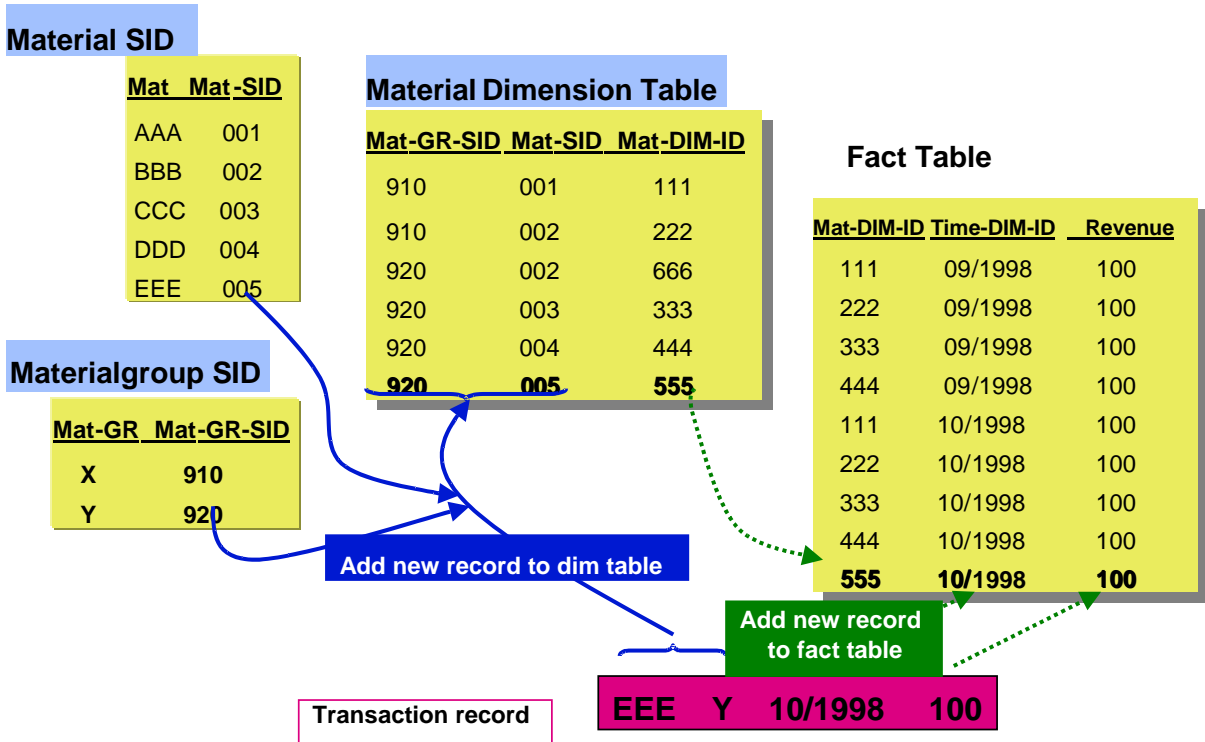 Material SID
Mat Mat-SID
AAA 001
BBB 002
CCC 003
DDD 004
EEE 005
Materialgroup SID
Mat-GR Mat-GR-SID
X 910
Y 920
Material Dimension Table
Mat-GR-SID Mat-SID Mat-DIM-ID
910 001 111
910 002 222
920 002 666
920 003 333
920 004 444
920 005 555
Fact Table
Mat-DIM-ID Time-DIM-ID Revenue
111 09/1998 100
222 09/1998 100
333 09/1998 100
444 09/1998 100
111 10/1998 100
222 10/1998 100
333 10/1998 100
444 10/1998 100
555 10/1998 100
Add new record to dim table
Add new record
to fact table
Transaction record
EEE Y 10/1998 100